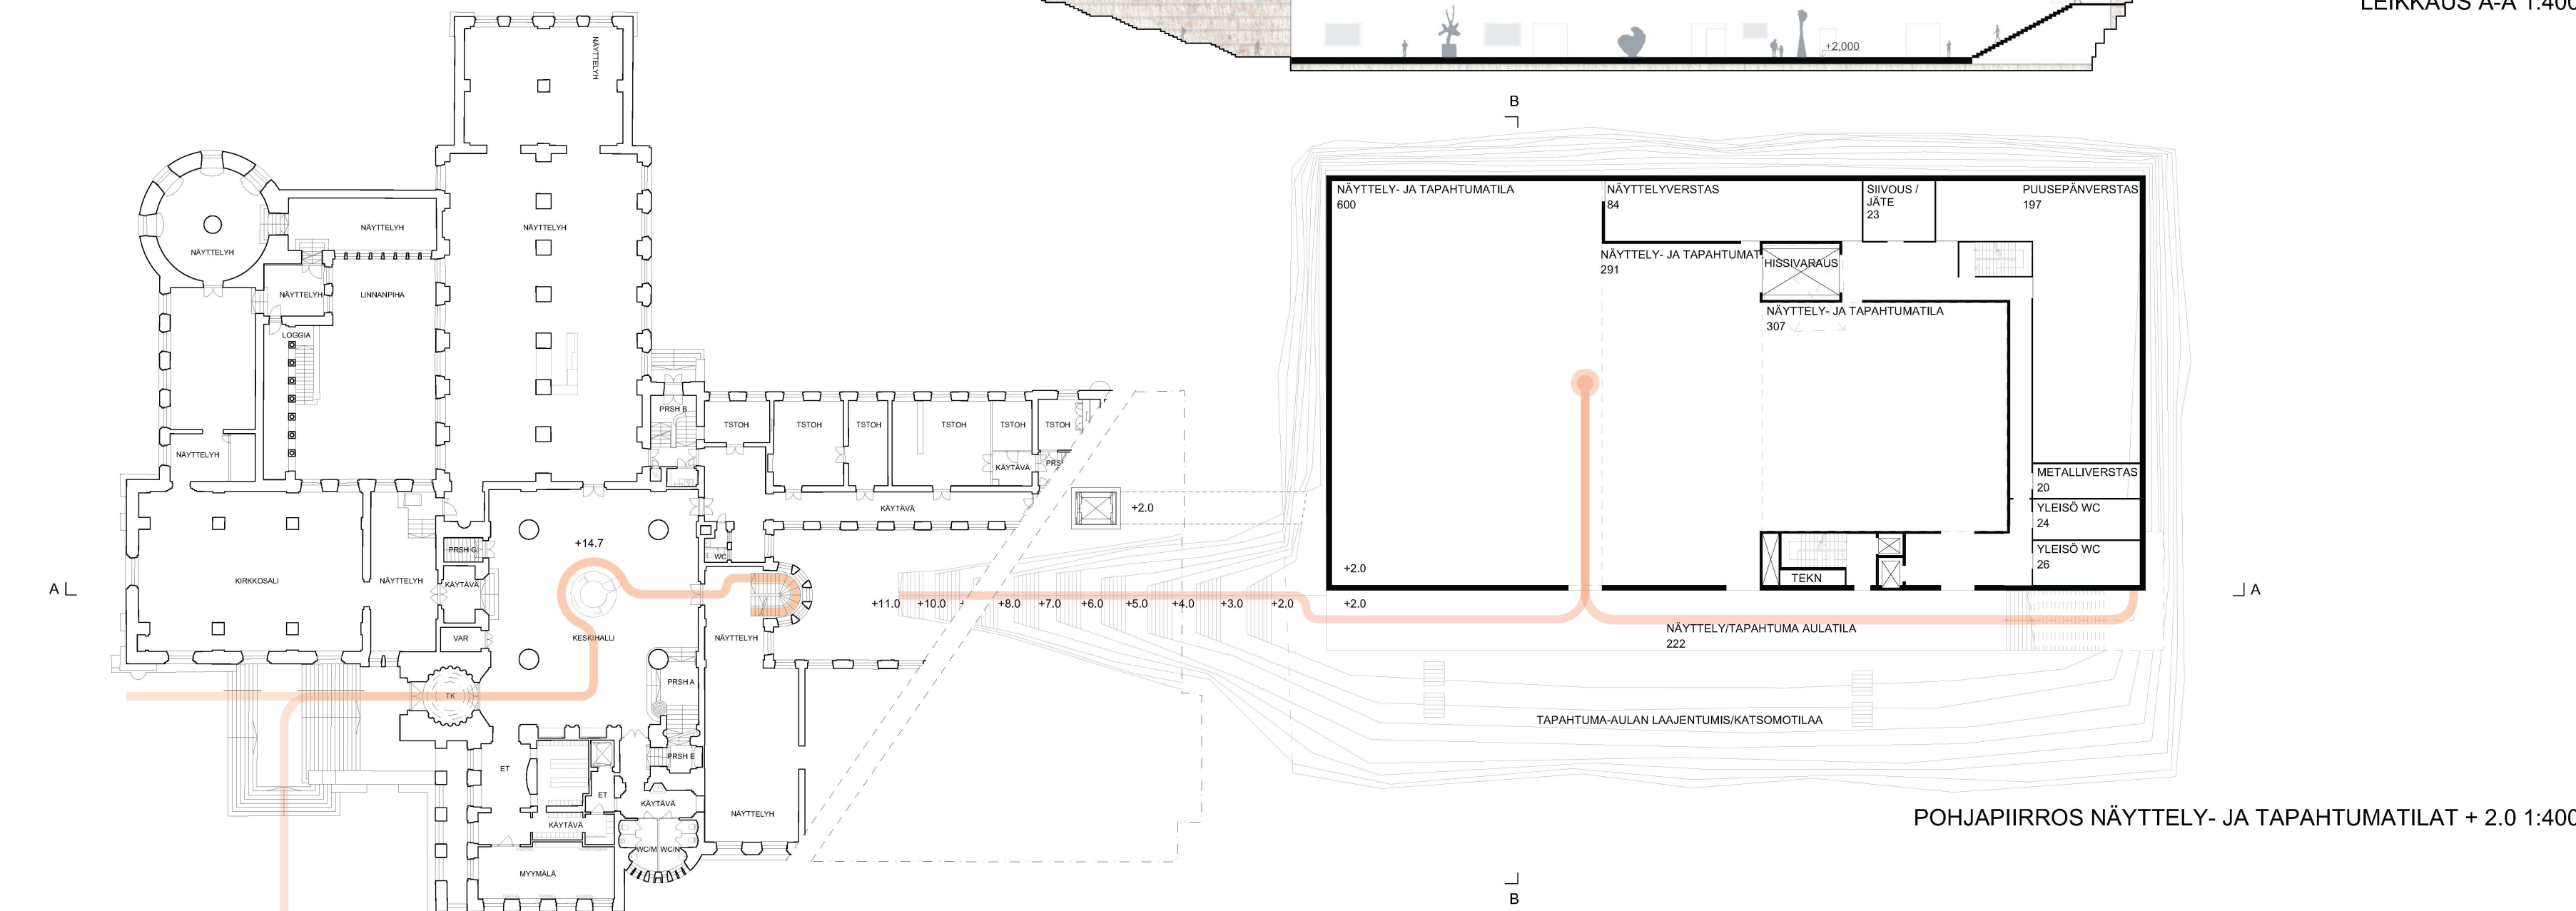 LEIKKAUS A-A 1:400
+2,000
B
NÄYTTELYH
NÄYTTELY- JA TAPAHTUMATILA
600
NÄYTTELYVERSTAS
84
SIIVOUS /
JÄTE
23
PUUSEPÄNVERSTAS
197
NÄYTTELYH
NÄYTTELYH
NÄYTTELYH
NÄYTTELY- JA TAPAHTUMAT
291
HISSIVARAUS
NÄYTTELYH
LINNANPIHA
NÄYTTELY- JA TAPAHTUMATILA
307
LOGGIA
PRSH B
TSTOH
TSTOH
TSTOH
TSTOH
TSTOH
TSTOH
NÄYTTELYH
KÄYTÄVÄ
PRS
METALLIVERSTAS
20
KÄYTÄVÄ
+2.0
YLEISÖ WC
24
+14.7
PRSH G
WC
YLEISÖ WC
26
+2.0
TEKN
KIRKKOSALI
NÄYTTELYH
KÄYTÄVÄ
A
A
+11.0
+10.0
+8.0
+7.0
+6.0
+5.0
+4.0
+3.0
+2.0
+2.0
VAR
KESKIHALLI
NÄYTTELYH
NÄYTTELY/TAPAHTUMA AULATILA
222
PRSH A
TK
TAPAHTUMA-AULAN LAAJENTUMIS/KATSOMOTILAA
PRSH E
ET
ET
KÄYTÄVÄ
NÄYTTELYH
KÄYTÄVÄ
POHJAPIIRROS NÄYTTELY- JA TAPAHTUMATILAT + 2.0 1:400
WC/M
WC/N
MYYMÄLÄ
B